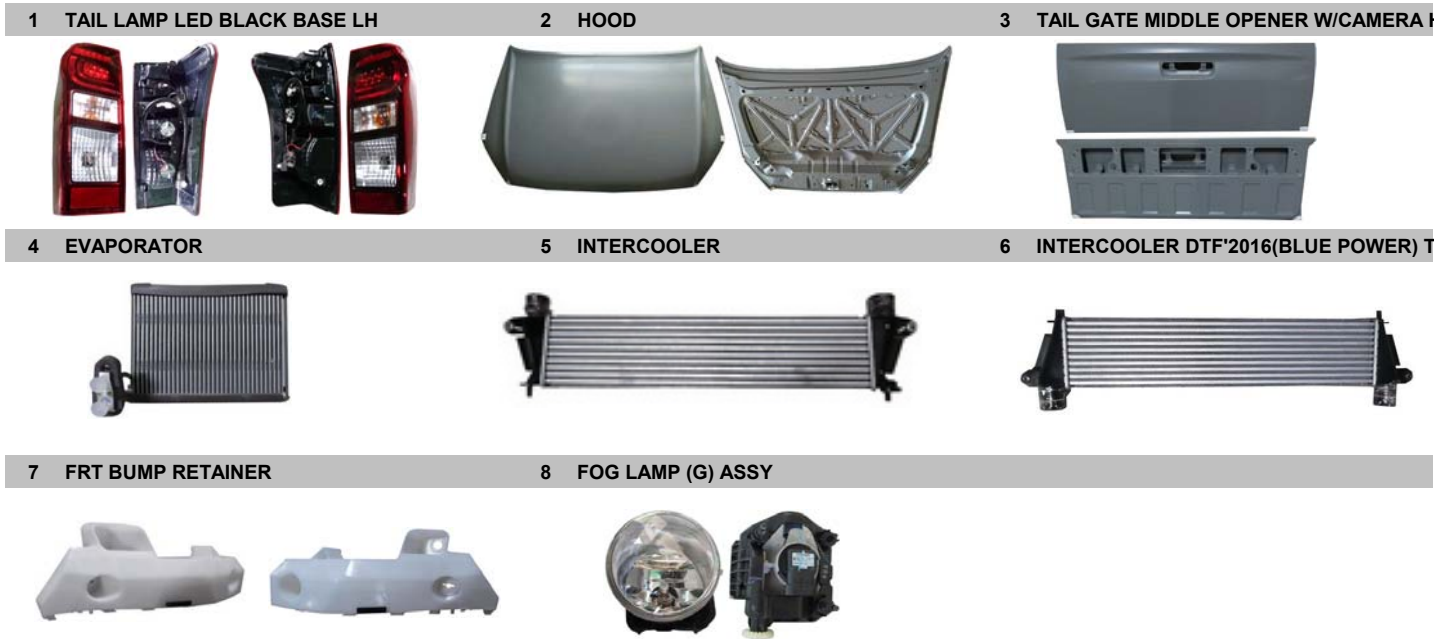 1 TAIL LAMP LED BLACK BASE LH
2 HOOD
3 TAIL GATE MIDDLE OPENER W/CAMERA
4 EVAPORATOR
5 INTERCOOLER
6 INTERCOOLER DTF'2016(BLUE POWER)
7 FRT BUMP RETAINER
8 FOG LAMP (G) ASSY